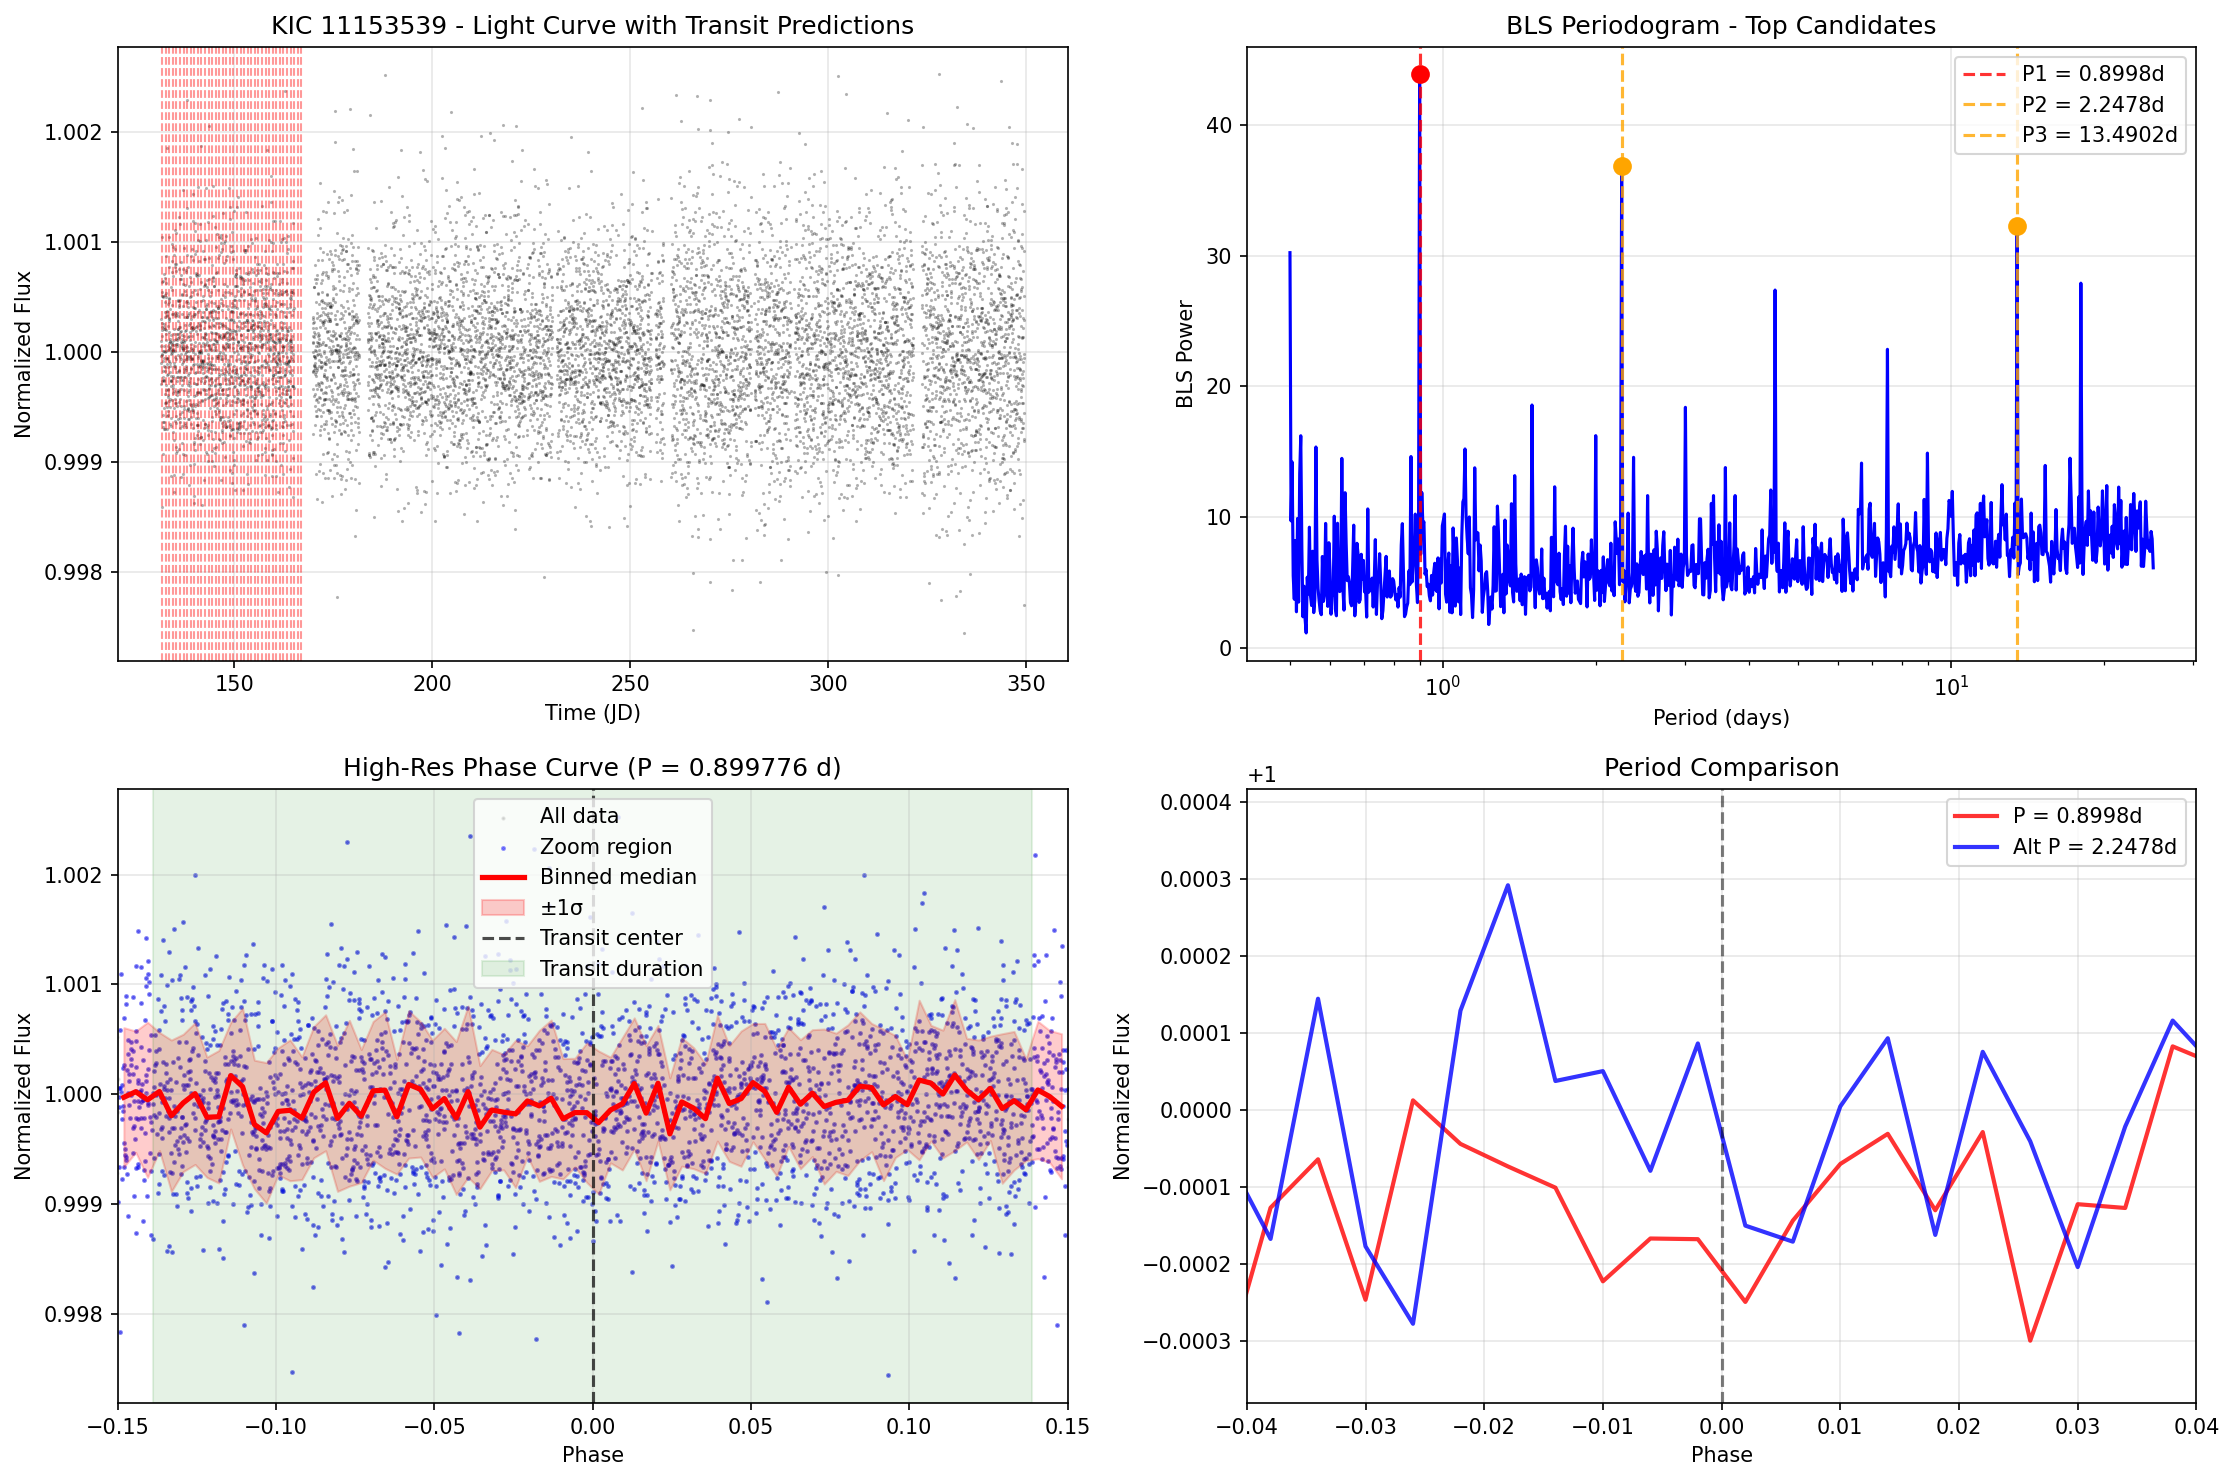 KIC 11153539 - Light Curve with Transit Predictions
Normalized Flux
1.002
1.001
1.000
0.999
0.998
150
200
250
300
350
Time (JD)
BLS Periodogram - Top Candidates
P1 = 0.8998d
P2 = 2.2478d
P3 = 13.4902d
BLS Power
40
30
20
10
0
10⁰
10¹
Period (days)
High-Res Phase Curve (P = 0.899776 d)
All data
Zoom region
Binned median
±1σ
Transit center
Transit duration
Normalized Flux
1.002
1.001
1.000
0.999
0.998
−0.15
−0.10
−0.05
0.00
0.05
0.10
0.15
Phase
Period Comparison
+1
P = 0.8998d
Alt P = 2.2478d
Normalized Flux
0.0004
0.0003
0.0002
0.0001
0.0000
−0.0001
−0.0002
−0.0003
−0.04
−0.03
−0.02
−0.01
0.00
0.01
0.02
0.03
0.04
Phase